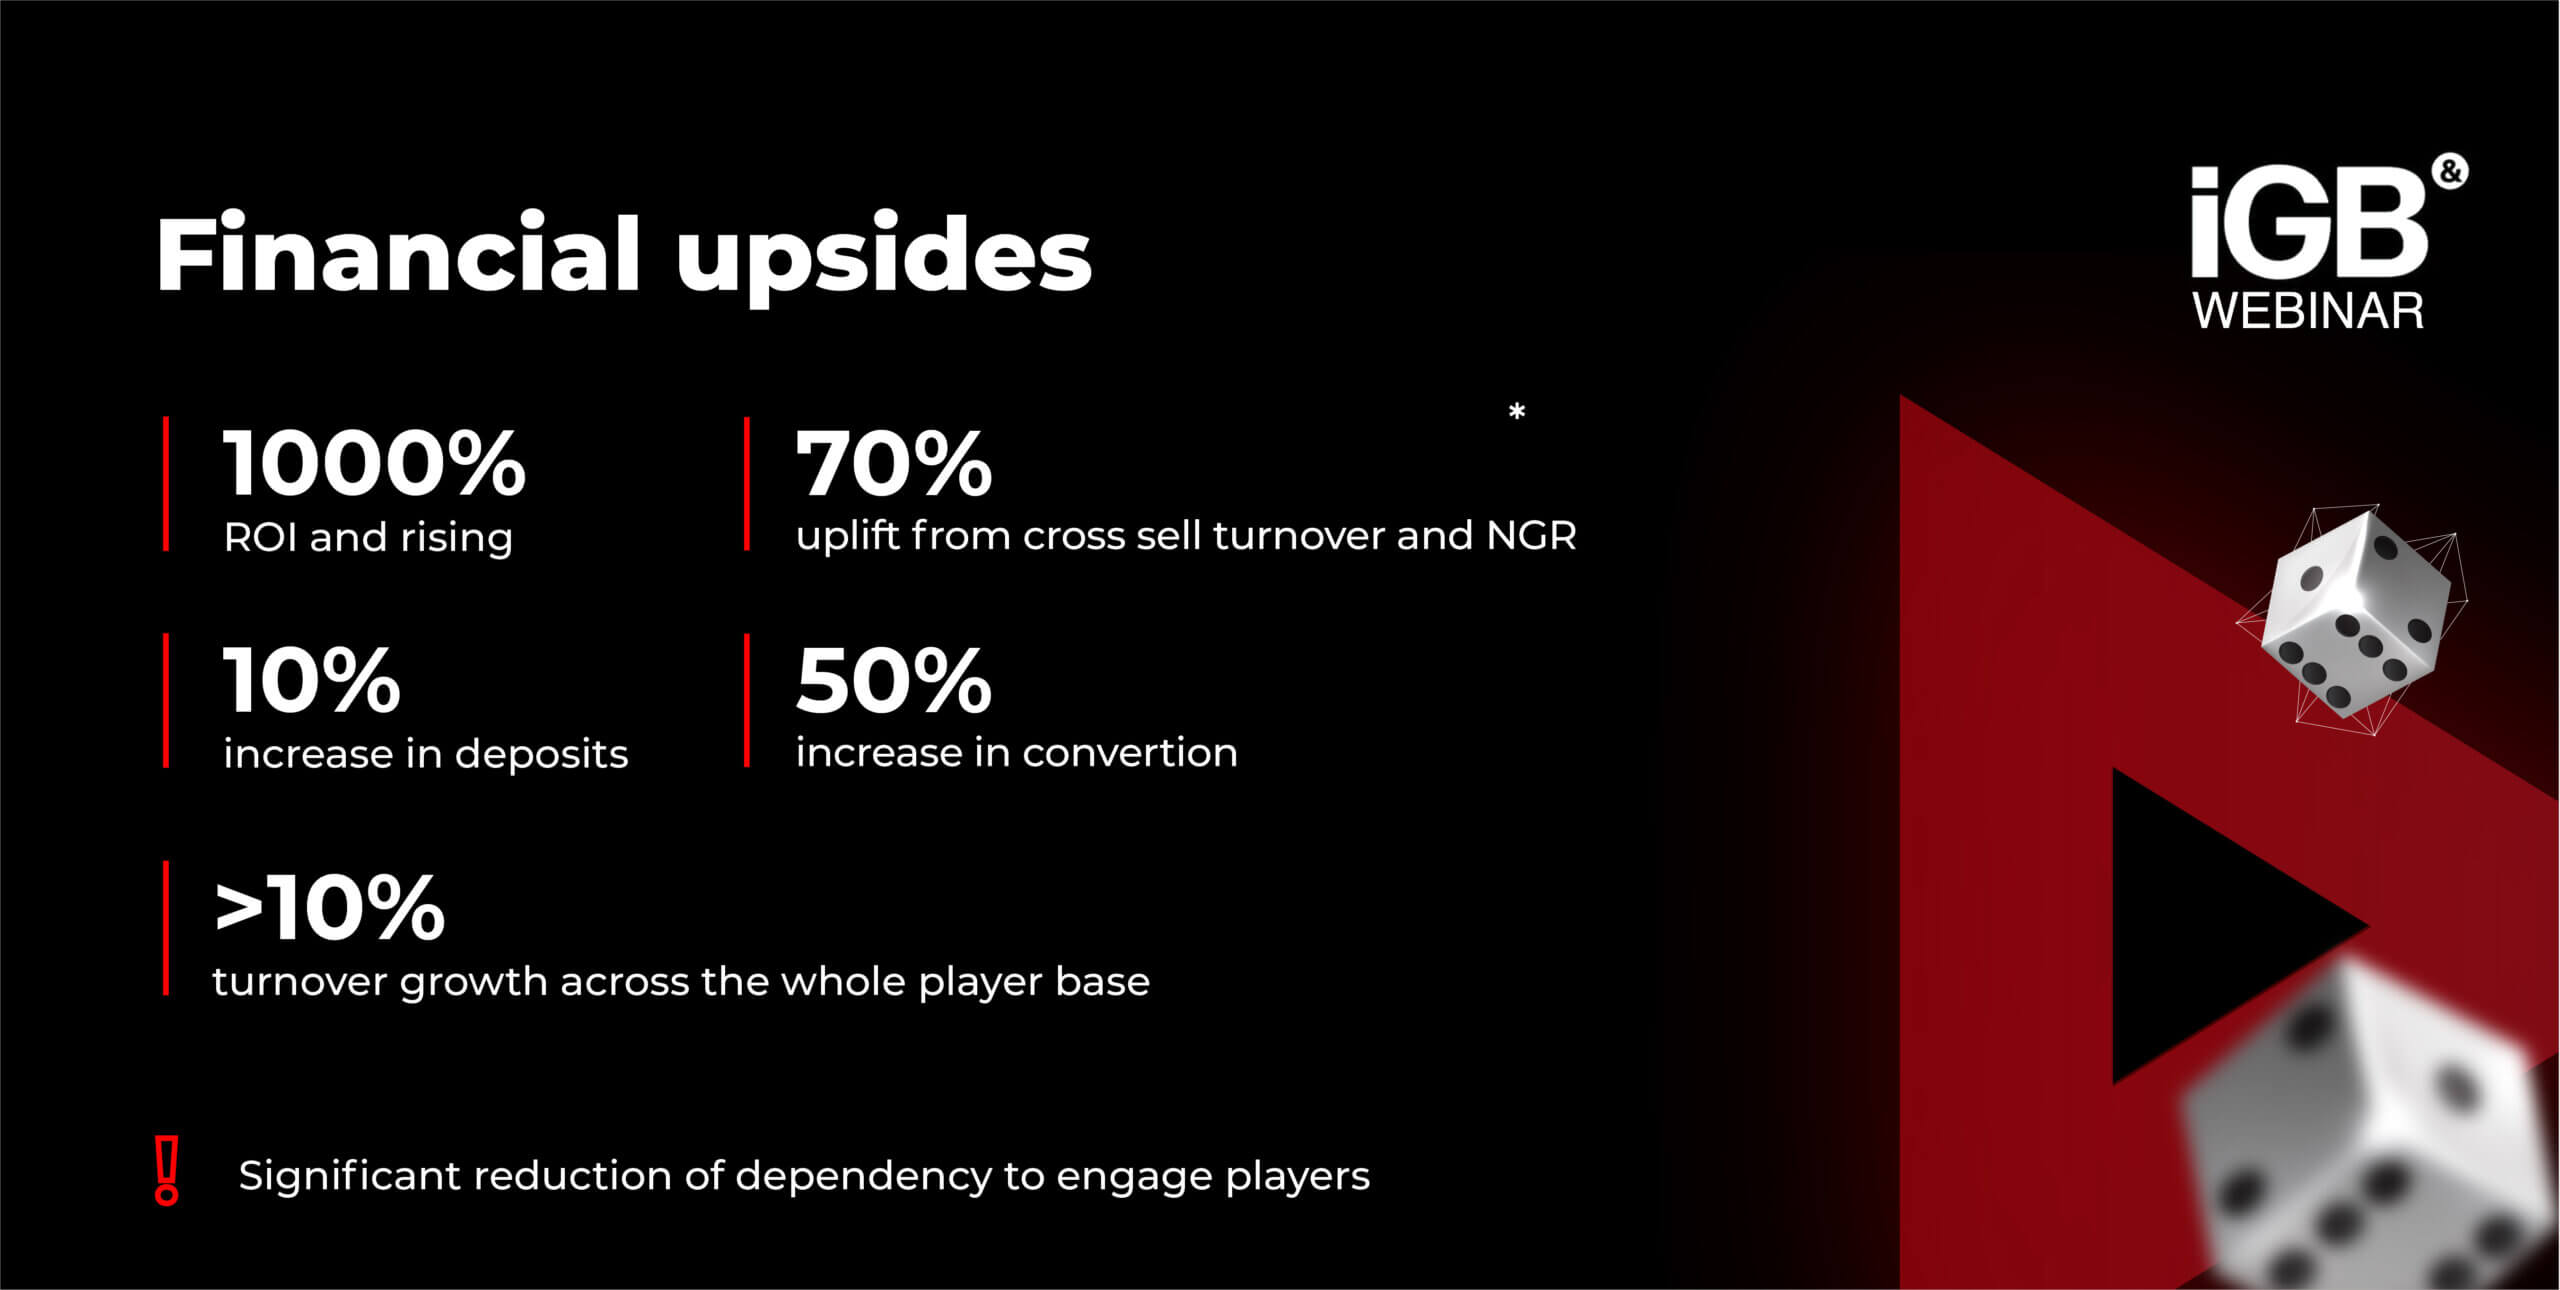 Financial upsides
iGB &
WEBINAR
1000%
ROI and rising
70% *
uplift from cross sell turnover and NGR
10%
increase in deposits
50%
increase in convertion
>10%
turnover growth across the whole player base
! Significant reduction of dependency to engage players